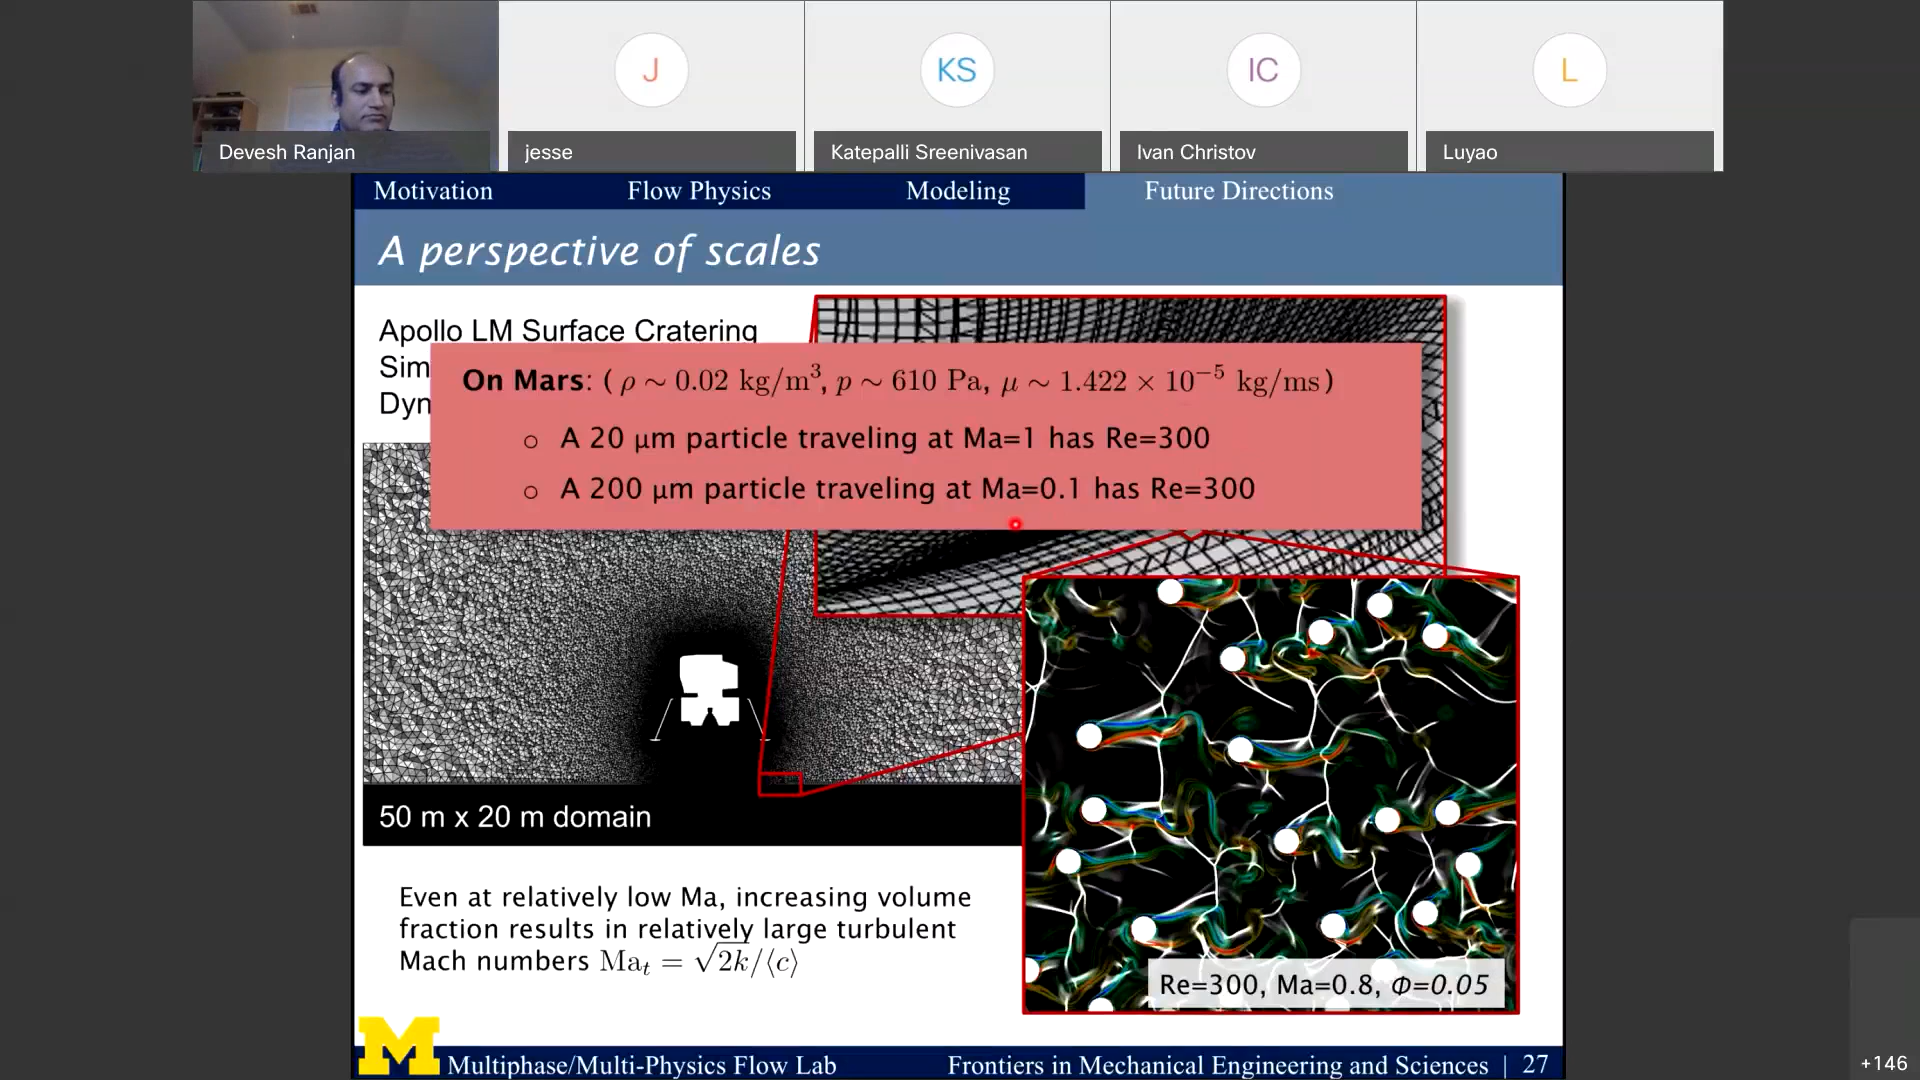 J
KS
IC
L
Devesh Ranjan
jesse
Katepalli Sreenivasan
Ivan Christov
Luyao
Motivation
Flow Physics
Modeling
Future Directions
A perspective of scales
Apollo LM Surface Cratering
Sim
Dyn
On Mars: ( ρ ∼ 0.02 kg/m³, p ∼ 610 Pa, μ ∼ 1.422 × 10⁻⁵ kg/ms )
○ A 20 μm particle traveling at Ma=1 has Re=300
○ A 200 μm particle traveling at Ma=0.1 has Re=300
50 m x 20 m domain
Even at relatively low Ma, increasing volume
fraction results in relatively large turbulent
Mach numbers Maₜ = √2k/⟨c⟩
Re=300, Ma=0.8, Φ=0.05
M
Multiphase/Multi-Physics Flow Lab
Frontiers in Mechanical Engineering and Sciences | 27
+146